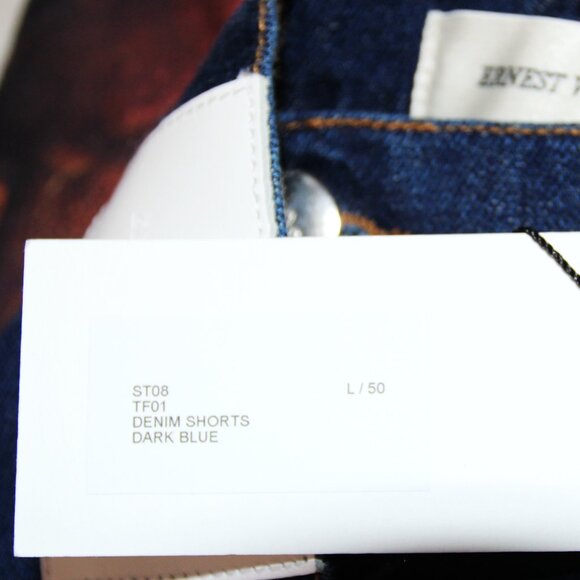 ERNEST
ST08 L / 50
TF01
DENIM SHORTS
DARK BLUE